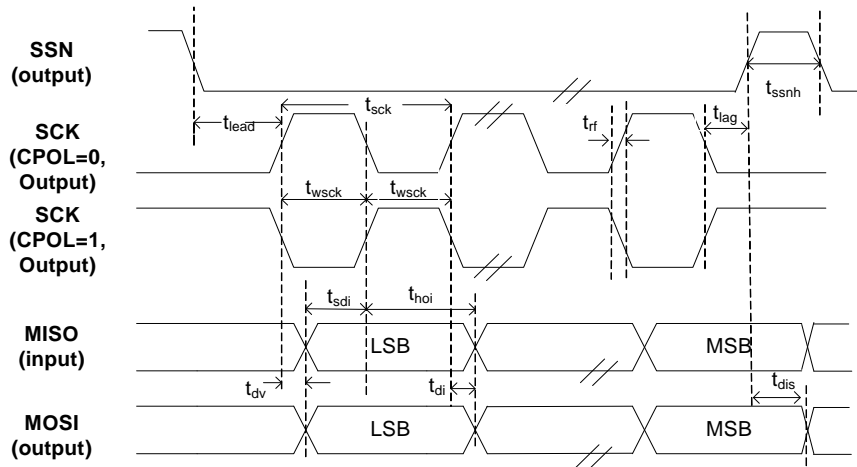 SSN
(output)
t_ssnh
t_sck
t_lead
t_rf
t_lag
SCK
(CPOL=0,
Output)
t_wsck t_wsck
SCK
(CPOL=1,
Output)
t_sdi t_hoi
MISO
(input)
LSB MSB
t_dv t_di t_dis
MOSI
(output)
LSB MSB